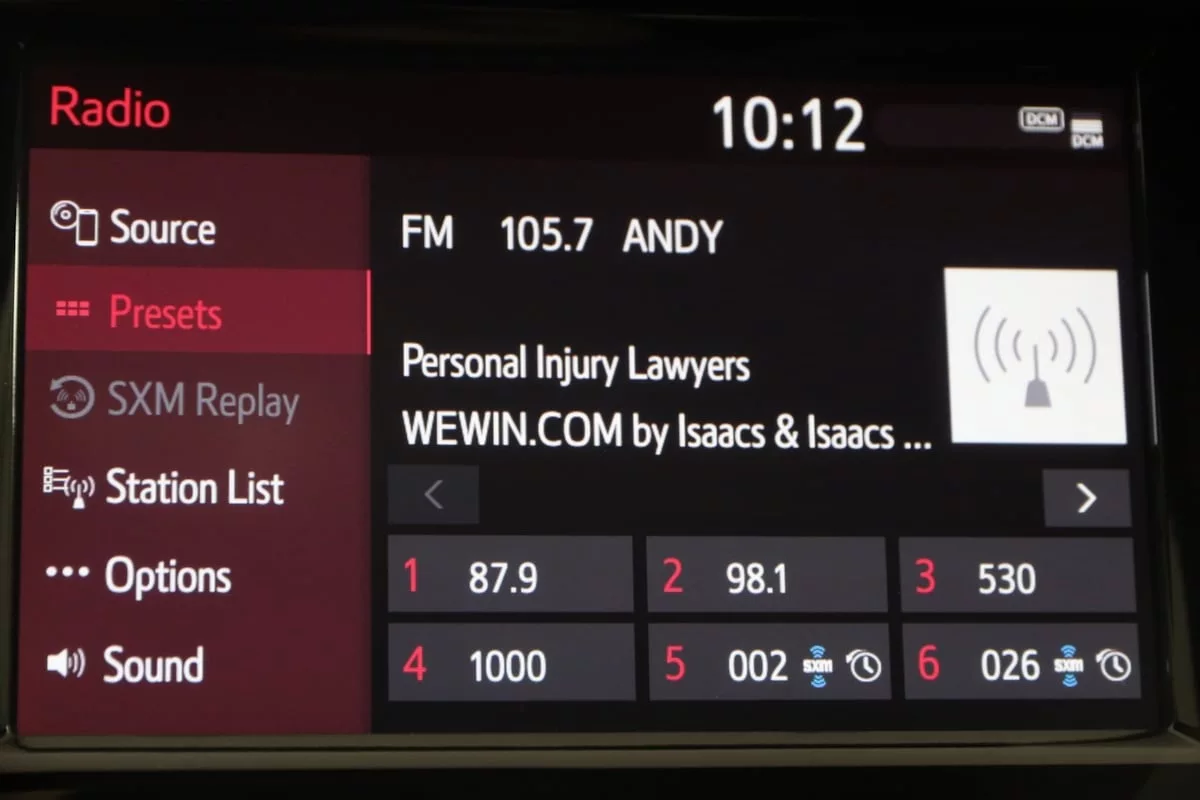 Radio
10:12
DCM
DCM
Source
Presets
SXM Replay
Station List
Options
Sound
FM 105.7 ANDY
Personal Injury Lawyers
WEWIN.COM by Isaacs & Isaacs ...
1 87.9
2 98.1
3 530
4 1000
5 002 sxm
6 026 sxm